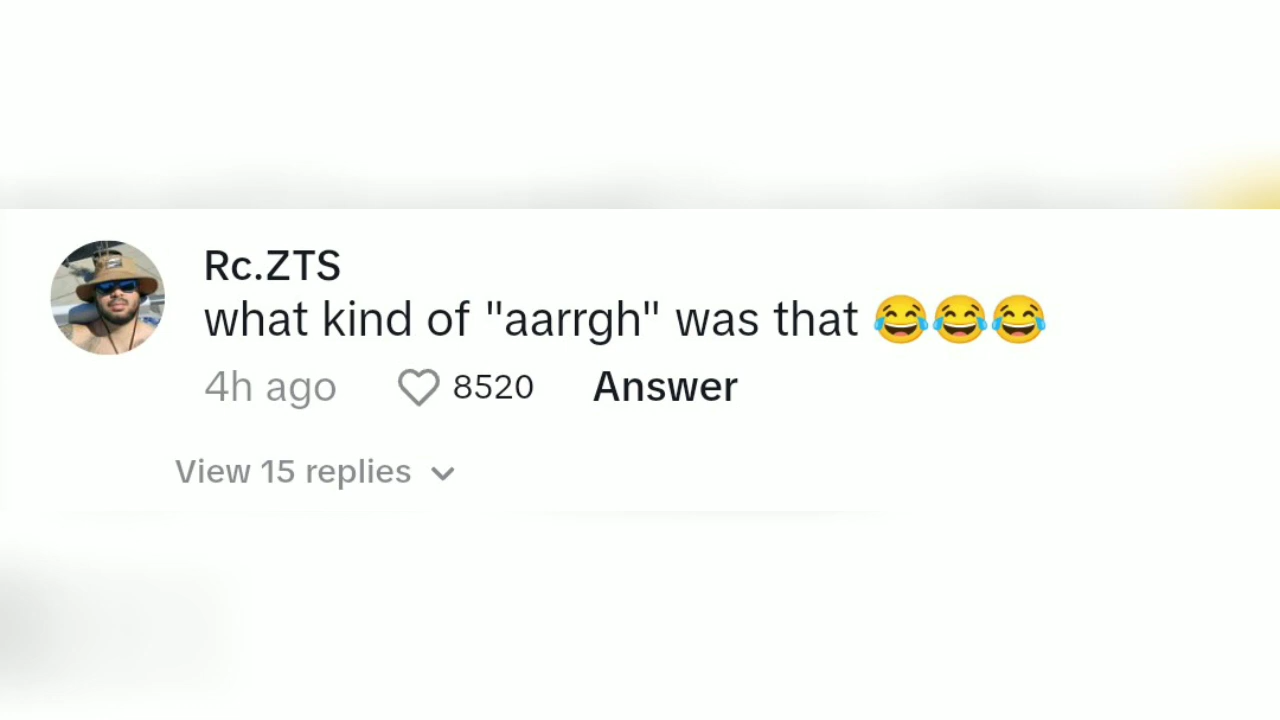 Rc.ZTS
what kind of "aarrgh" was that 😂😂😂
4h ago 8520 Answer
View 15 replies